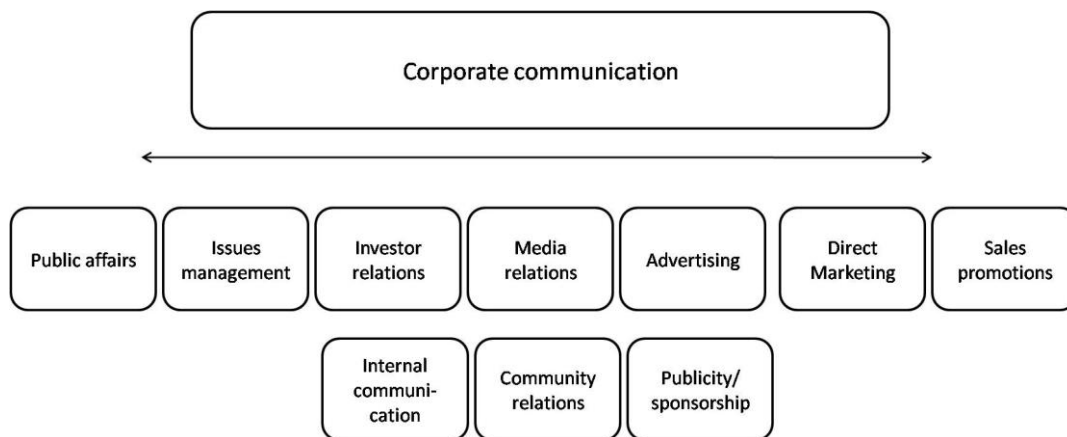 Corporate communication
Public affairs
Issues
management
Investor
relations
Media
relations
Advertising
Direct
Marketing
Sales
promotions
Internal
communi-
cation
Community
relations
Publicity/
sponsorship